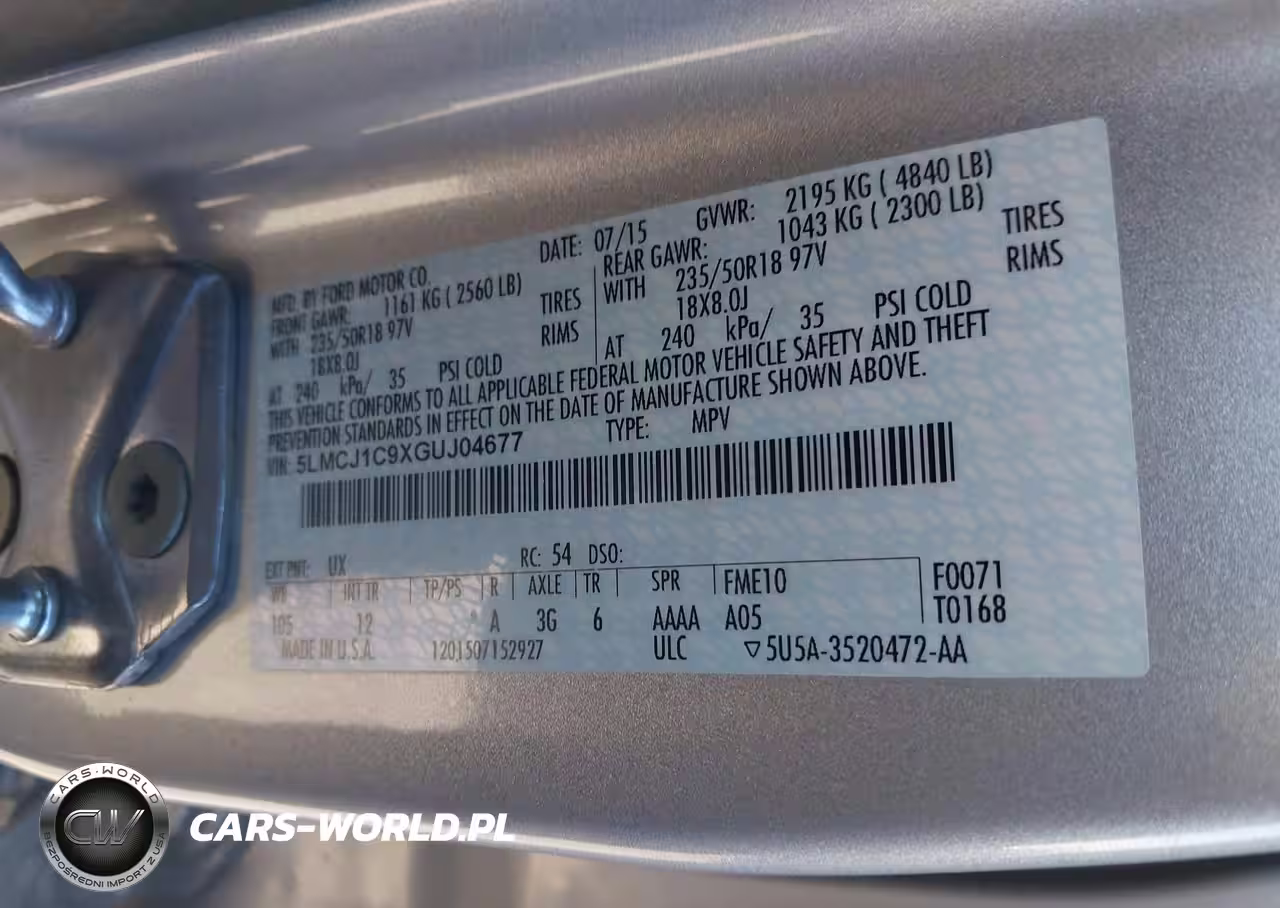 MFD. BY FORD MOTOR CO. DATE: 07/15 GVWR: 2195 KG ( 4840 LB)
FRONT GAWR: 1161 KG ( 2560 LB) REAR GAWR: 1043 KG ( 2300 LB)
WITH 235/50R18 97V TIRES WITH 235/50R18 97V TIRES
18X8.0J RIMS 18X8.0J RIMS
AT 240 kPa/ 35 PSI COLD AT 240 kPa/ 35 PSI COLD
THIS VEHICLE CONFORMS TO ALL APPLICABLE FEDERAL MOTOR VEHICLE SAFETY AND THEFT
PREVENTION STANDARDS IN EFFECT ON THE DATE OF MANUFACTURE SHOWN ABOVE.
VIN: 5LMCJ1C9XGUJ04677 TYPE: MPV
EXT PNT: UX RC: 54 DSO:
WB INT TR TP/PS R AXLE TR SPR FME10 F0071
105 12 A 3G 6 AAAA A05 T0168
MADE IN U.S.A. 1201507152927 ULC ▽5U5A-3520472-AA
CARS-WORLD
CW
BEZPOŚREDNI IMPORT Z USA
CARS-WORLD.PL